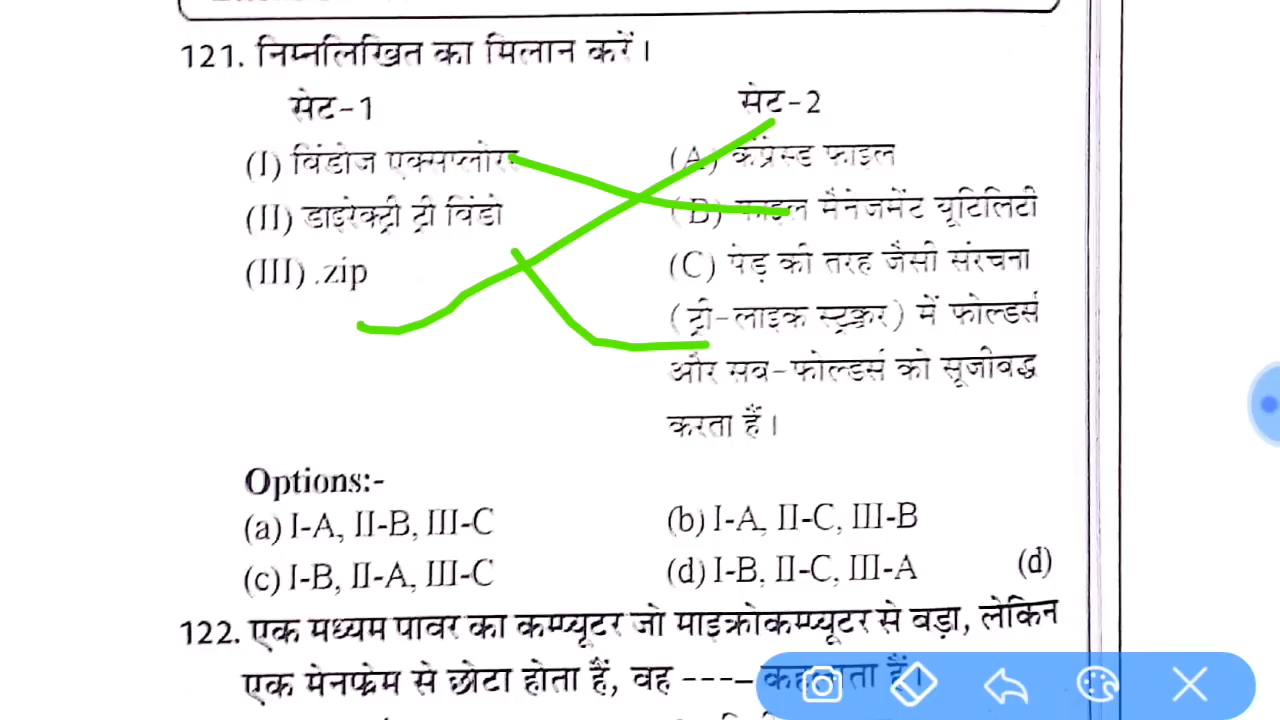 121. निम्नलिखित का मिलान करें।
सेट-1 सेट-2
(I) विंडोज एक्सप्लोरर (A) कंप्रेस्ड फाइल
(II) डाइरेक्ट्री ट्री विंडो (B) फाइल मैनेजमेंट यूटिलिटी
(III) .zip (C) पेड़ की तरह जैसी संरचना
(ट्री-लाइक स्ट्रक्चर) में फोल्डर्स
और सब-फोल्डर्स को सूजीवद्ध
करता हैं।
Options:-
(a) I-A, II-B, III-C (b) I-A, II-C, III-B
(c) I-B, II-A, III-C (d) I-B, II-C, III-A (d)
122. एक मध्यम पावर का कम्प्यूटर जो माइक्रोकम्प्यूटर से बड़ा, लेकिन
एक मेनफ्रेम से छोटा होता हैं, वह ---– कहलाता हैं।